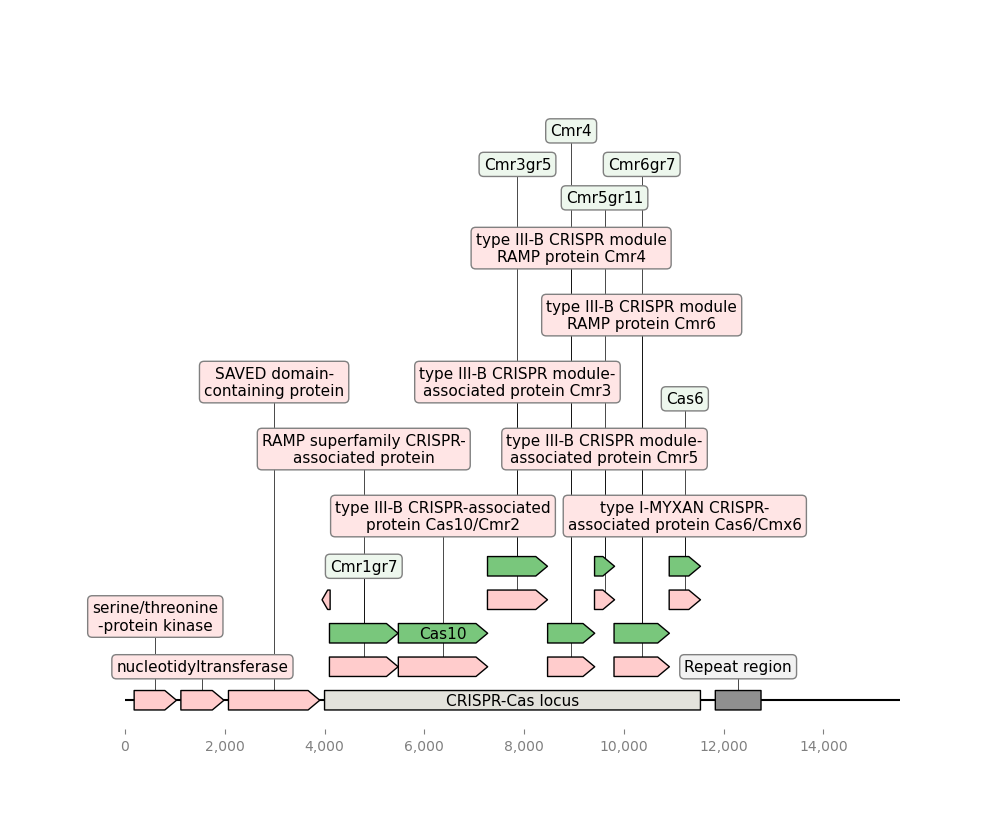 Cmr4
Cmr3gr5
Cmr6gr7
Cmr5gr11
type III-B CRISPR module
RAMP protein Cmr4
type III-B CRISPR module
RAMP protein Cmr6
SAVED domain-
containing protein
type III-B CRISPR module-
associated protein Cmr3
Cas6
RAMP superfamily CRISPR-
associated protein
type III-B CRISPR module-
associated protein Cmr5
type III-B CRISPR-associated
protein Cas10/Cmr2
type I-MYXAN CRISPR-
associated protein Cas6/Cmx6
Cmr1gr7
serine/threonine
-protein kinase
Cas10
nucleotidyltransferase
Repeat region
CRISPR-Cas locus
0 2,000 4,000 6,000 8,000 10,000 12,000 14,000